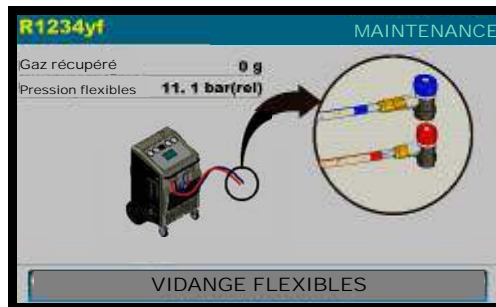 R1234yf
MAINTENANCE
Gaz récupéré 0 g
Pression flexibles 11. 1 bar(rel)
VIDANGE FLEXIBLES